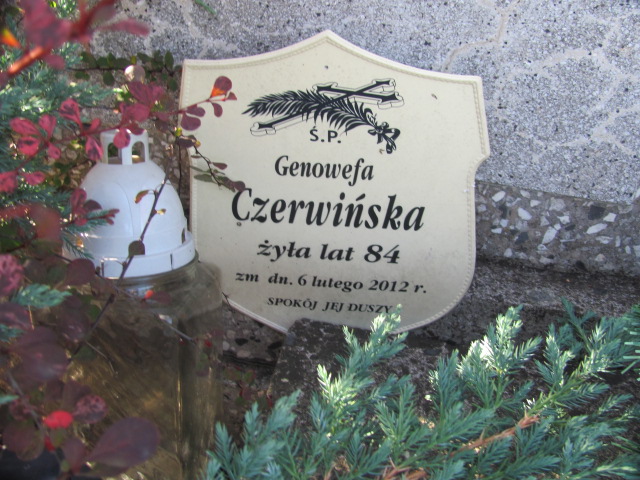 Ś.P.
Genowefa
Czerwińska
żyła lat 84
zm dn. 6 lutego 2012 r.
SPOKÓJ JEJ DUSZY